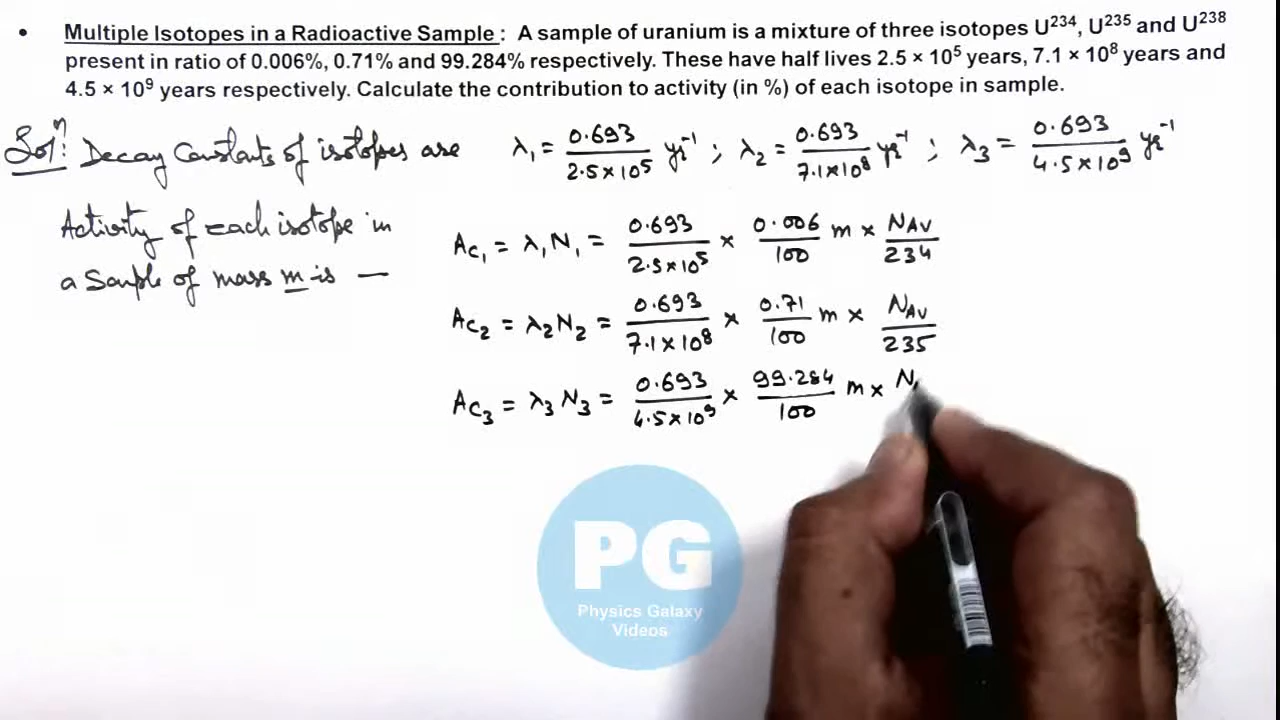 • Multiple Isotopes in a Radioactive Sample : A sample of uranium is a mixture of three isotopes U²³⁴, U²³⁵ and U²³⁸
present in ratio of 0.006%, 0.71% and 99.284% respectively. These have half lives 2.5 × 10⁵ years, 7.1 × 10⁸ years and
4.5 × 10⁹ years respectively. Calculate the contribution to activity (in %) of each isotope in sample.
Solⁿ: Decay Constants of isotopes are λ₁ = 0.693/2.5×10⁵ yr⁻¹ ; λ₂ = 0.693/7.1×10⁸ yr⁻¹ ; λ₃ = 0.693/4.5×10⁹ yr⁻¹
Activity of each isotope in
a Sample of mass m is —
A_C₁ = λ₁N₁ = 0.693/2.5×10⁵ × 0.006/100 m × N_AV/234
A_C₂ = λ₂N₂ = 0.693/7.1×10⁸ × 0.71/100 m × N_AV/235
A_C₃ = λ₃N₃ = 0.693/4.5×10⁹ × 99.284/100 m × N
PG
Physics Galaxy
Videos